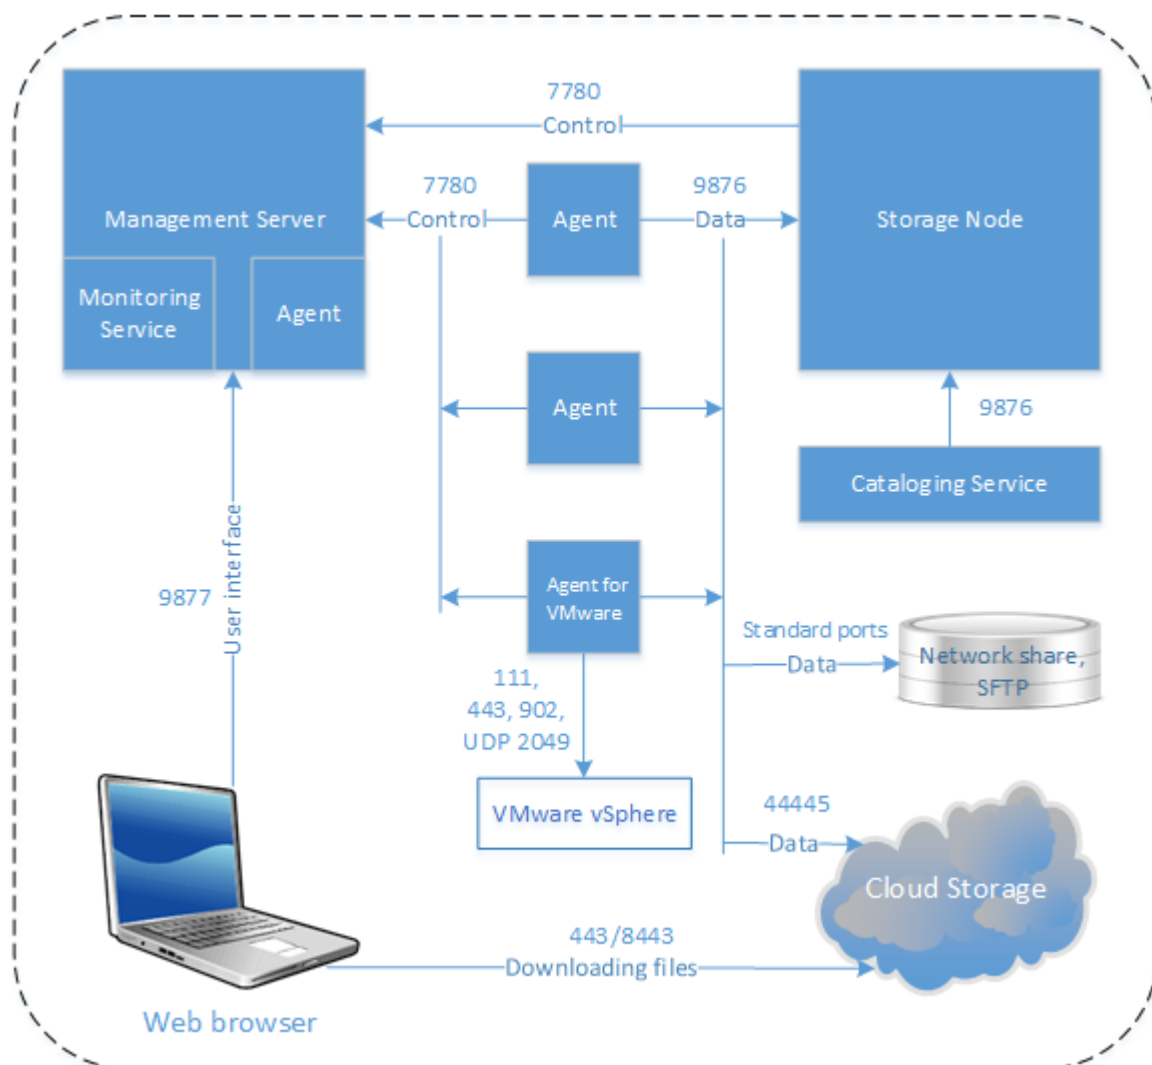 7780
Control
7780
Control
Agent
9876
Data
Management Server
Storage Node
Monitoring
Service
Agent
Agent
9876
Cataloging Service
9877
User interface
Agent for
VMware
Standard ports
Data
Network share,
SFTP
111,
443, 902,
UDP 2049
VMware vSphere
44445
Data
Cloud Storage
443/8443
Downloading files
Web browser